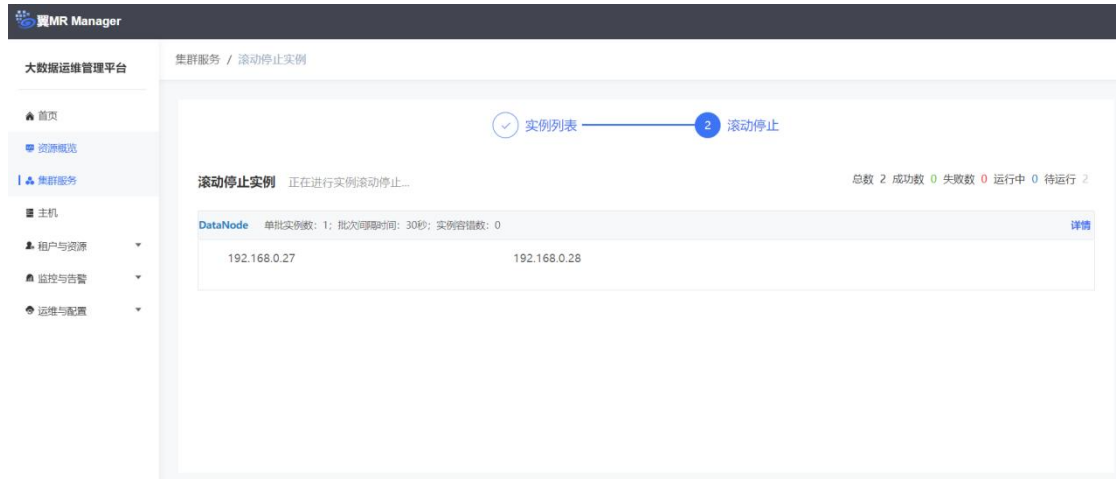 翼MR Manager
大数据运维管理平台
集群服务 / 滚动停止实例
首页
资源概览
集群服务
主机
租户与资源
监控与告警
运维与配置
实例列表
2 滚动停止
滚动停止实例 正在进行实例滚动停止...
总数 2 成功数 0 失败数 0 运行中 0 待运行 2
DataNode 单批实例数: 1; 批次间隔时间: 30秒; 实例容错数: 0 详情
192.168.0.27 192.168.0.28